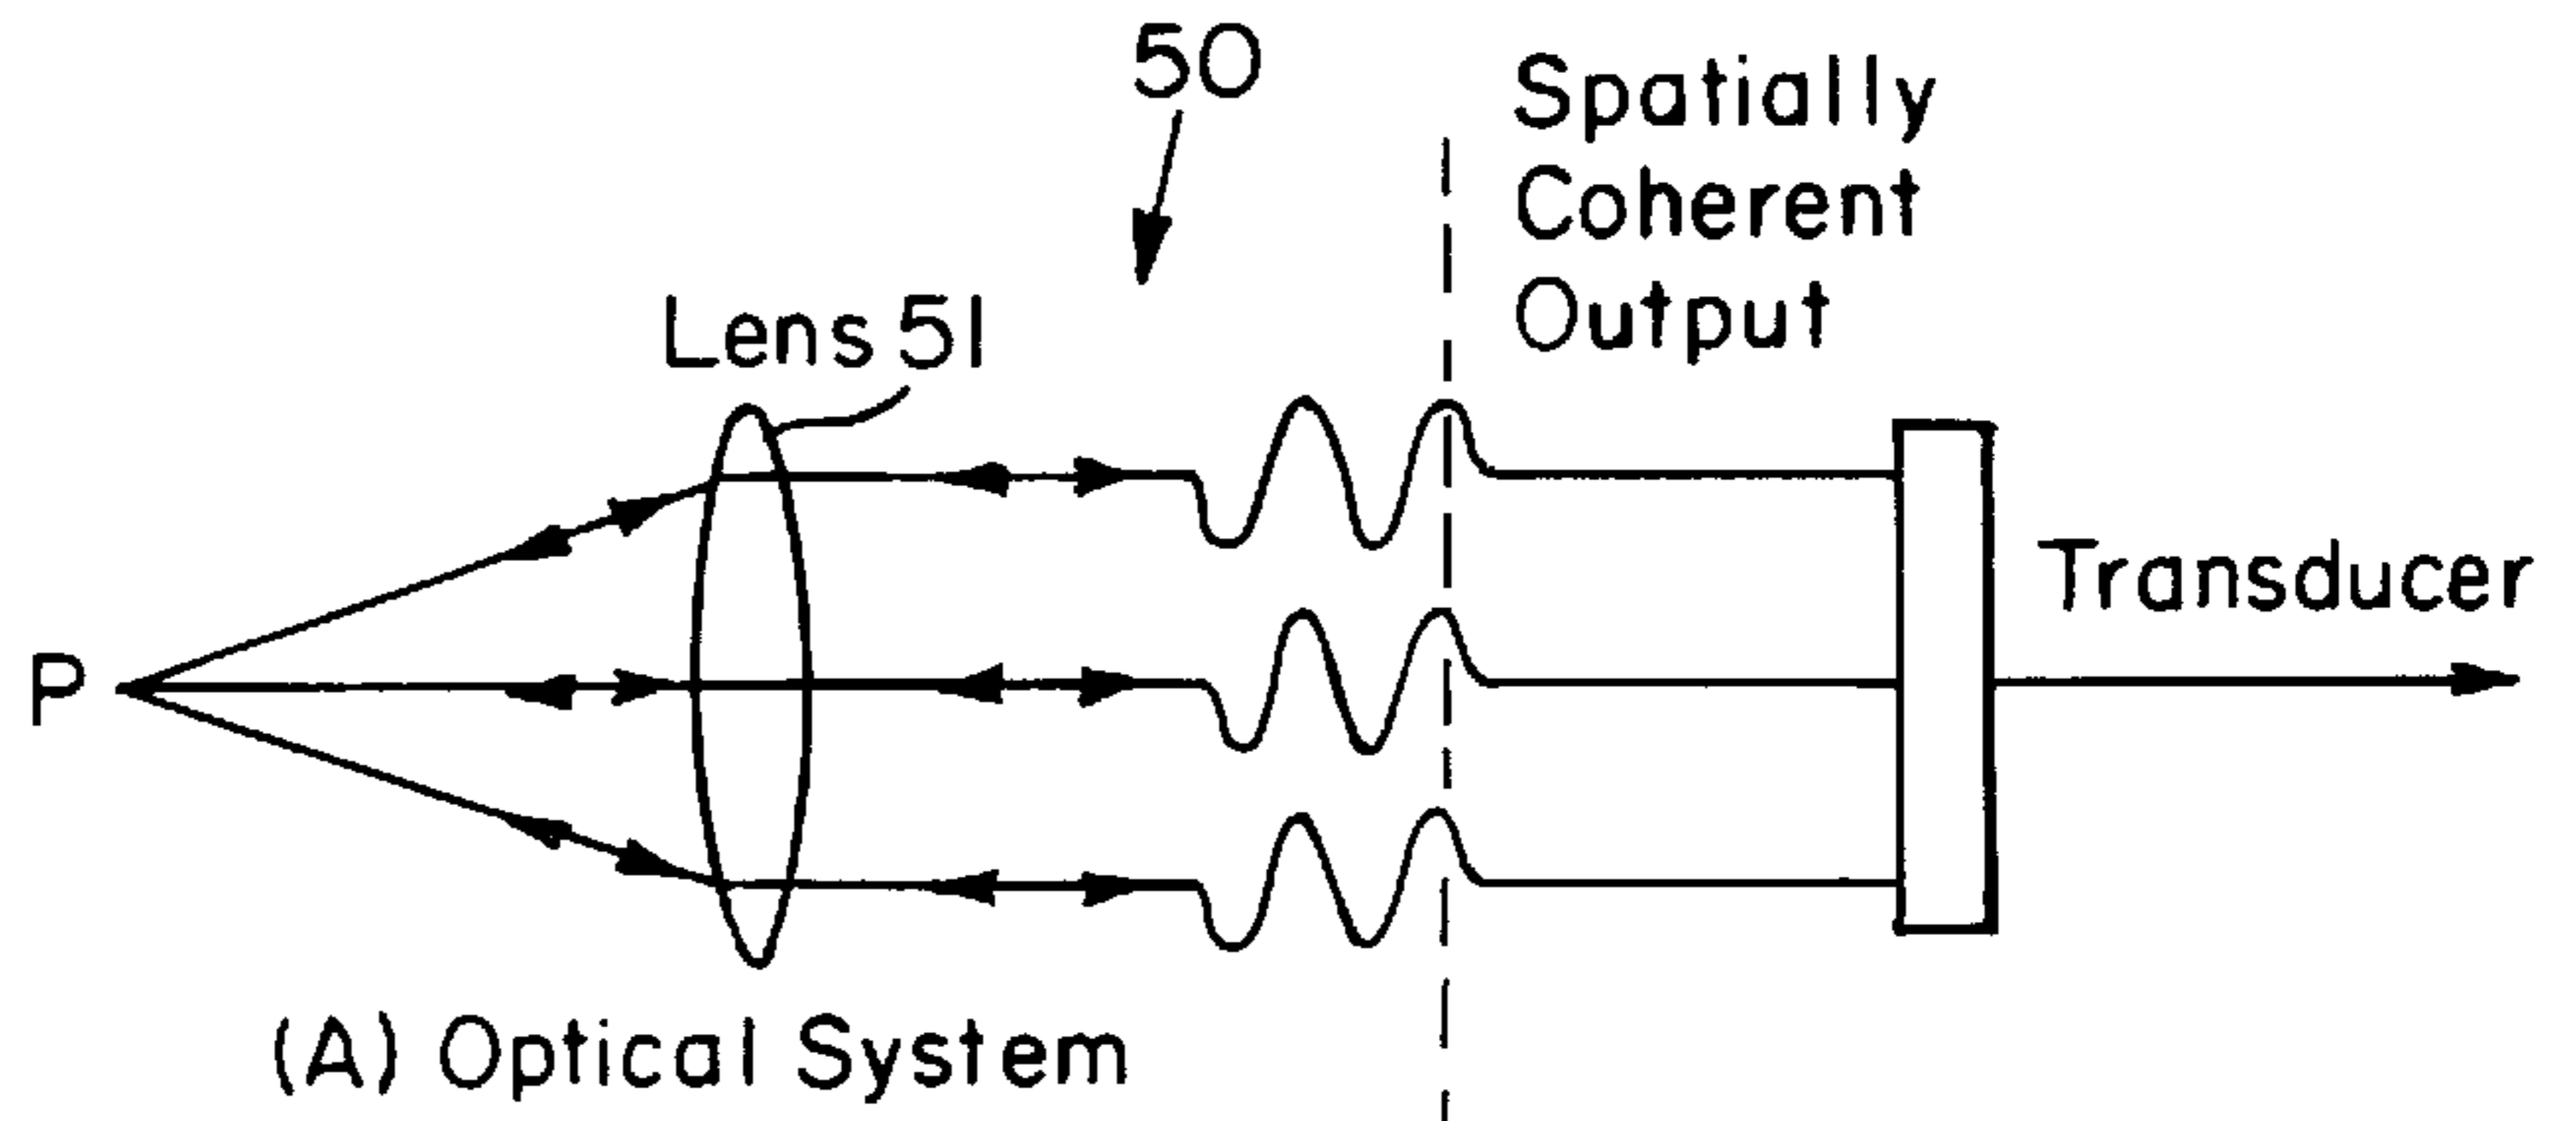 50
Spatially
Coherent
Output
Lens 51
Transducer
P
(A) Optical System